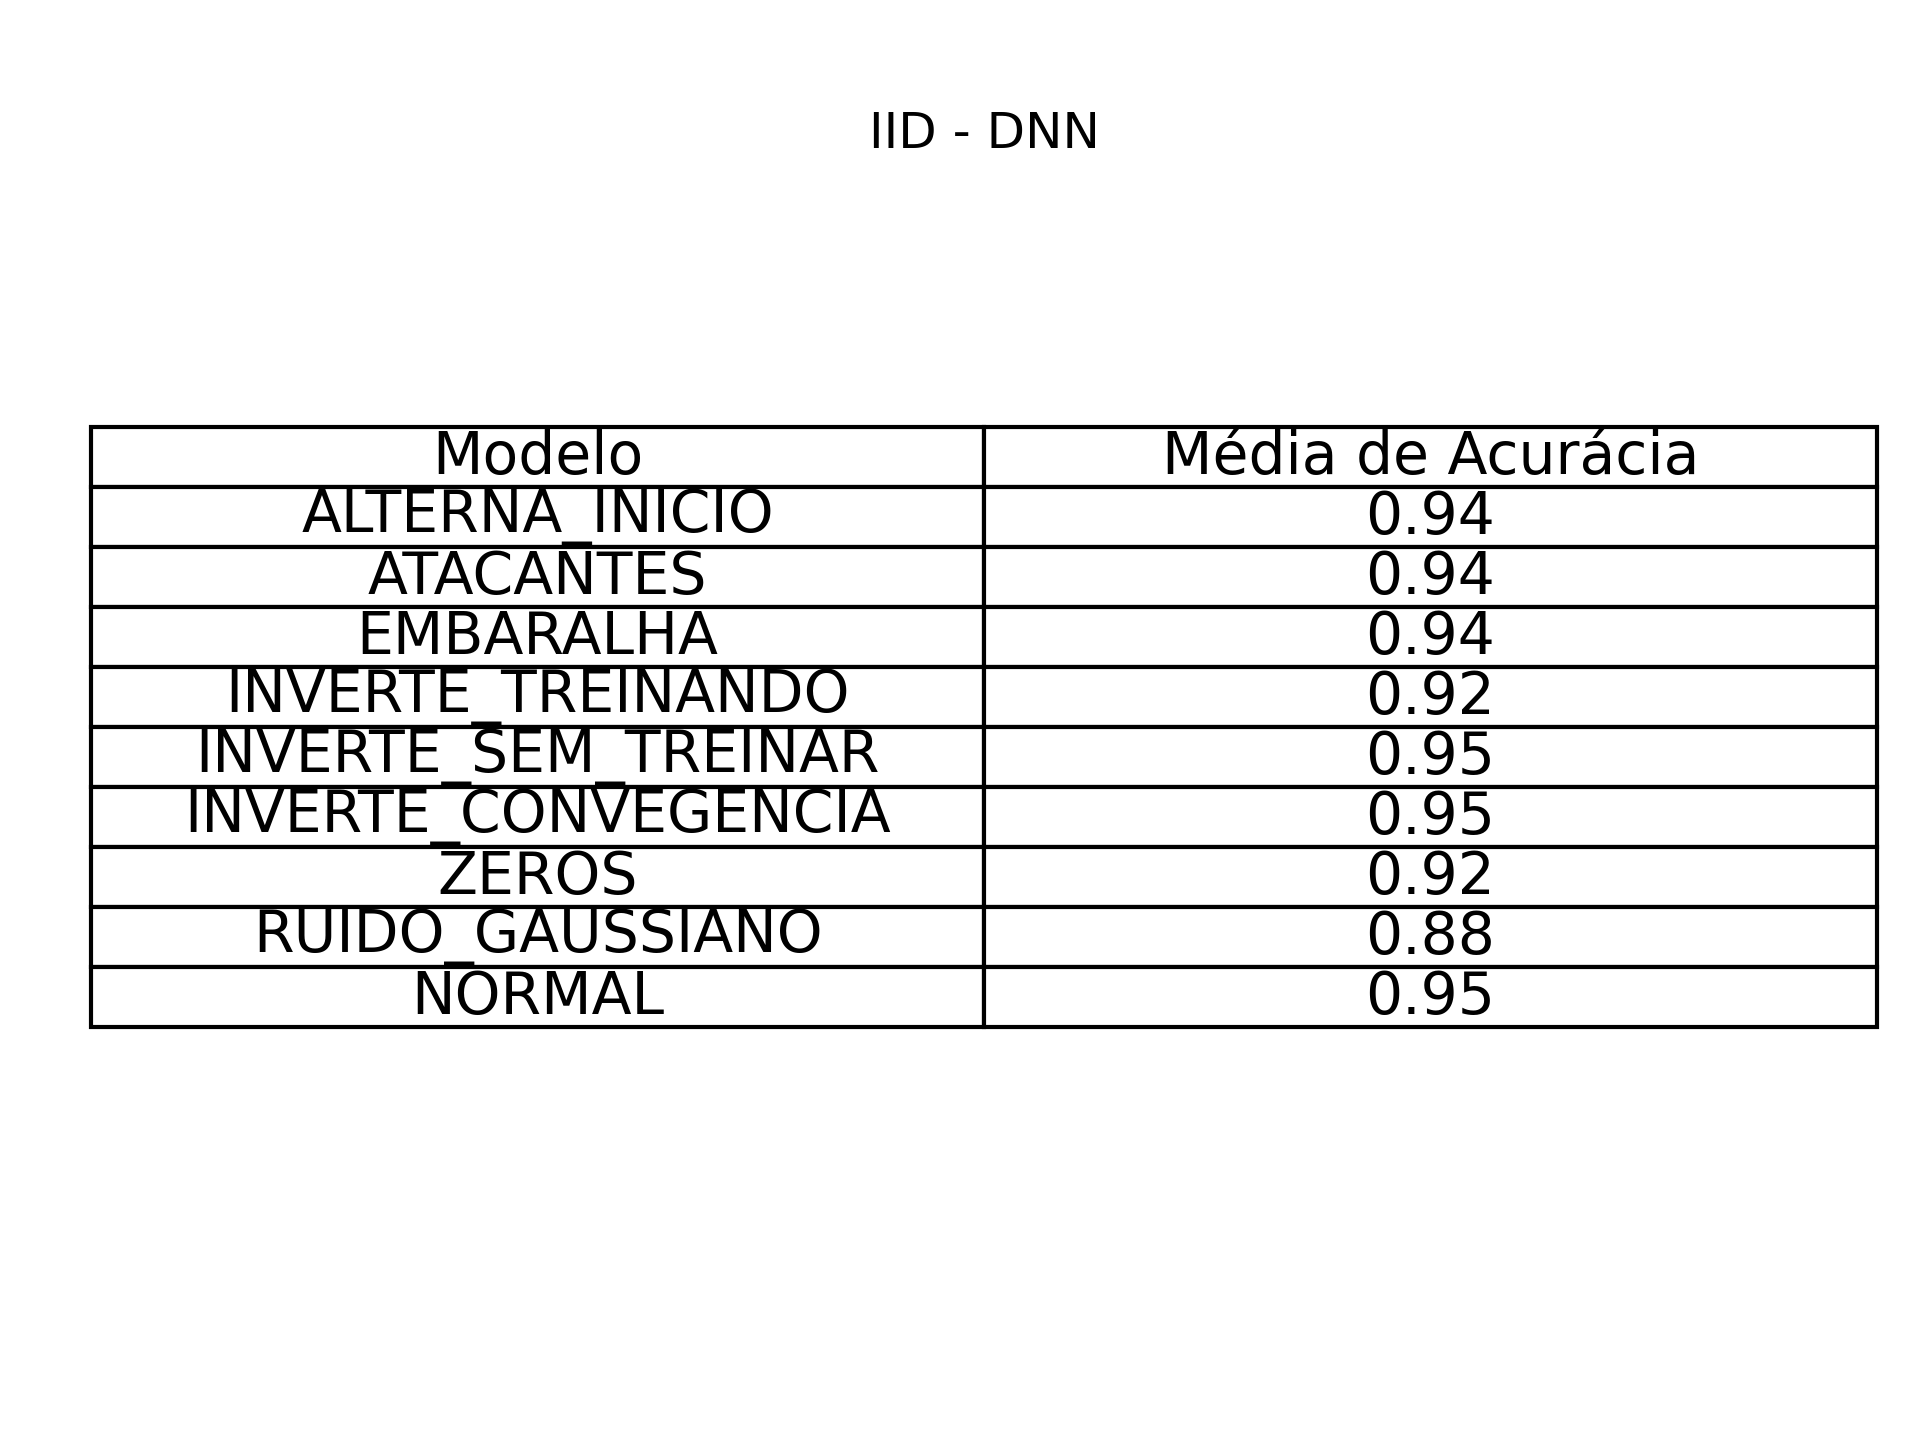 IID - DNN
Modelo Média de Acurácia
ALTERNA_INICIO 0.94
ATACANTES 0.94
EMBARALHA 0.94
INVERTE_TREINANDO 0.92
INVERTE_SEM_TREINAR 0.95
INVERTE_CONVEGENCIA 0.95
ZEROS 0.92
RUIDO_GAUSSIANO 0.88
NORMAL 0.95